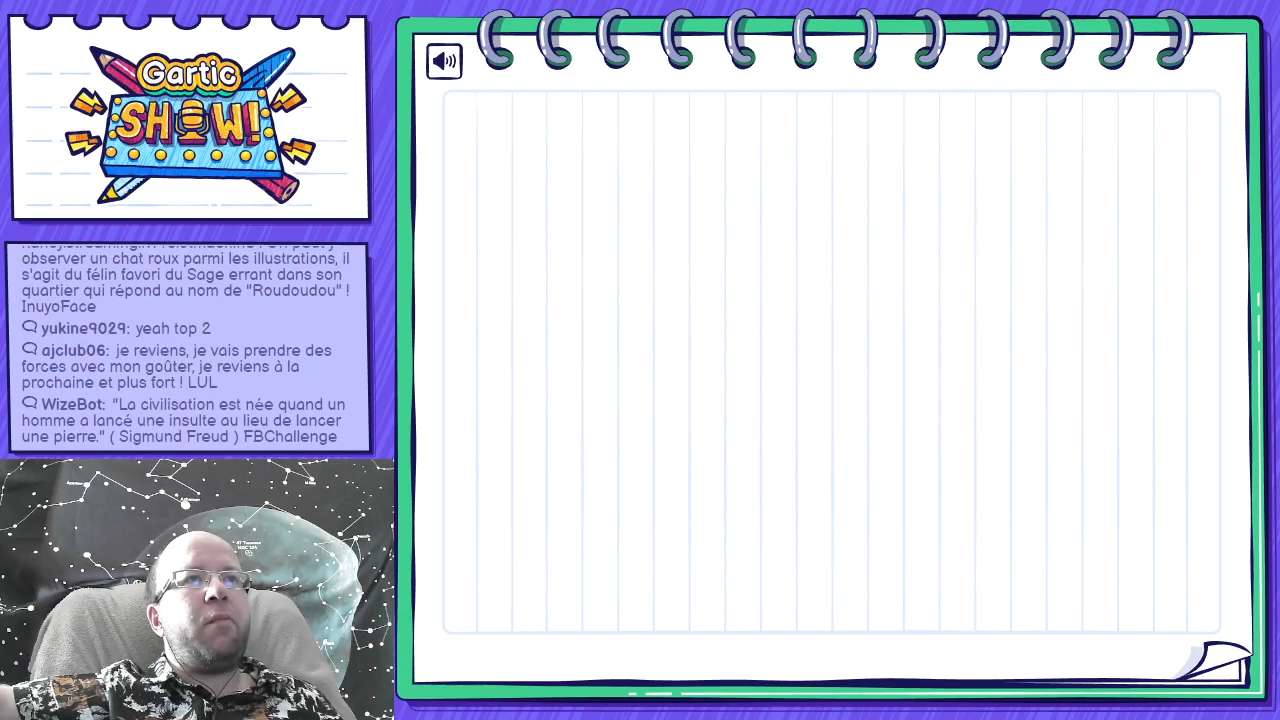 Gartic
SHOW!
observer un chat roux parmi les illustrations, il
s'agit du félin favori du Sage errant dans son
quartier qui répond au nom de "Roudoudou" !
InuyoFace
yukine9029: yeah top 2
ajclub06: je reviens, je vais prendre des
forces avec mon goûter, je reviens à la
prochaine et plus fort ! LUL
WizeBot: "La civilisation est née quand un
homme a lancé une insulte au lieu de lancer
une pierre." ( Sigmund Freud ) FBChallenge